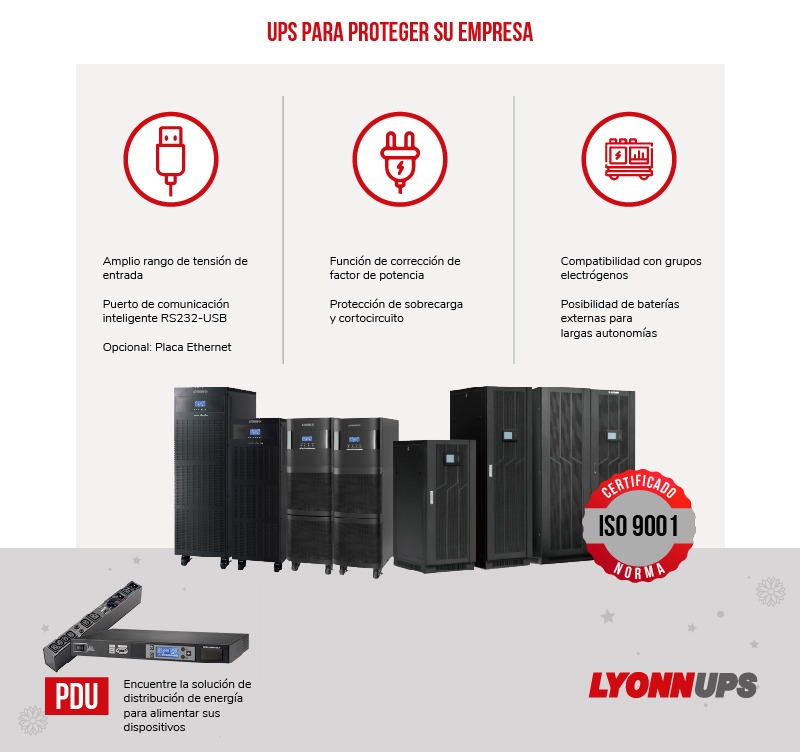 UPS PARA PROTEGER SU EMPRESA
Amplio rango de tensión de
entrada
Puerto de comunicación
inteligente RS232-USB
Opcional: Placa Ethernet
Función de corrección de
factor de potencia
Protección de sobrecarga
y cortocircuito
Compatibilidad con grupos
electrógenos
Posibilidad de baterías
externas para
largas autonomías
CERTIFICADO
ISO 9001
NORMA
PDU
Encuentre la solución de
distribución de energía
para alimentar sus
dispositivos
LYONNUPS